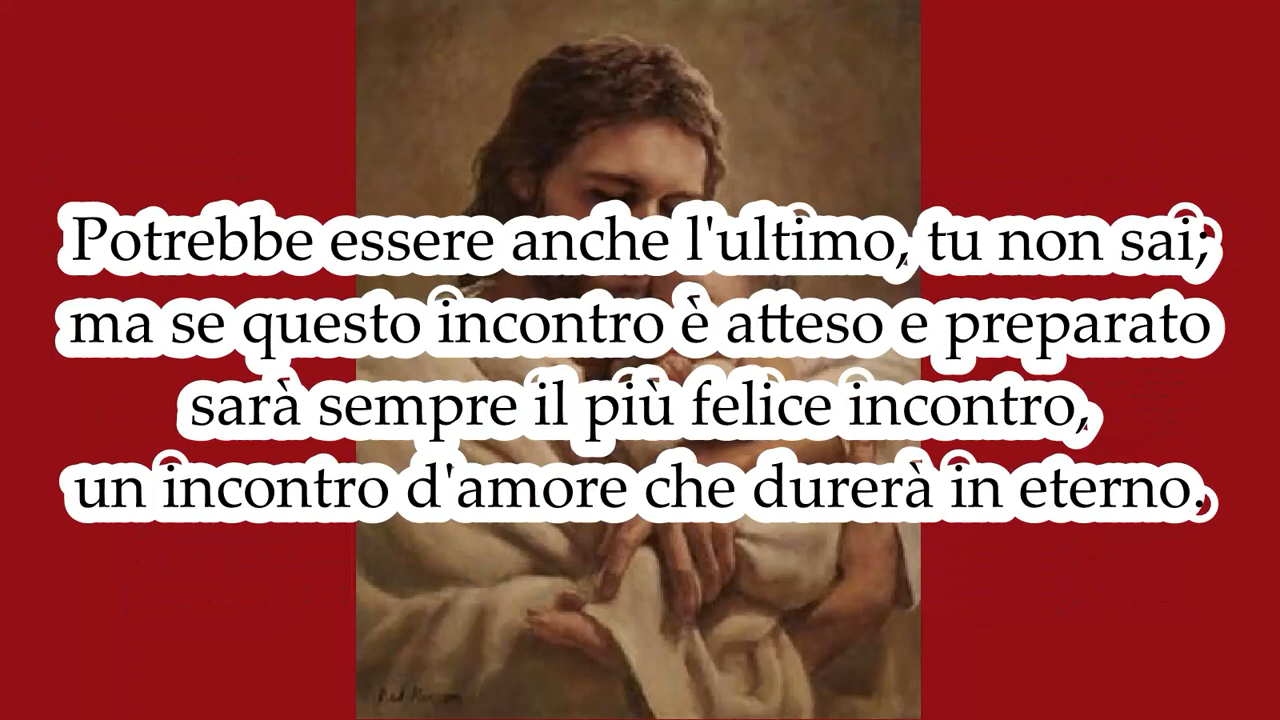 Potrebbe essere anche l'ultimo, tu non sai;
ma se questo incontro è atteso e preparato
sarà sempre il più felice incontro,
un incontro d'amore che durerà in eterno.